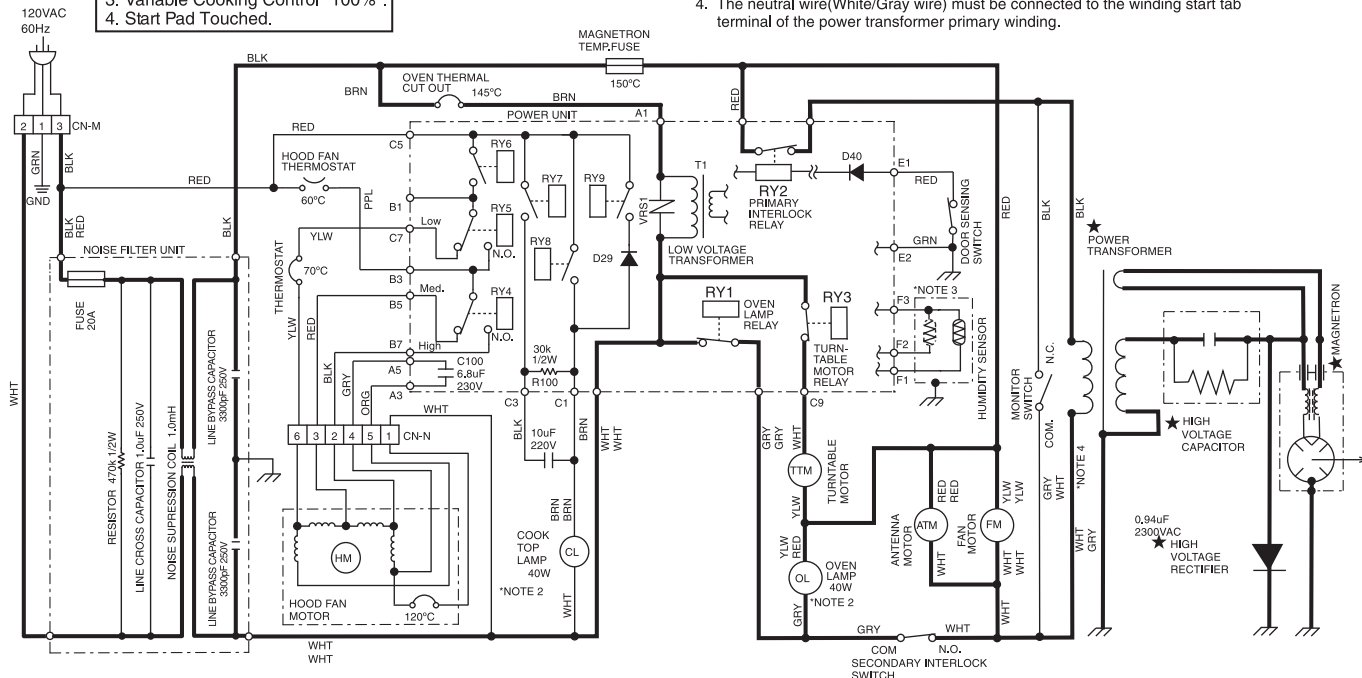 3. Variable Cooking Control "100%".
4. Start Pad Touched.
4. The neutral wire(White/Gray wire) must be connected to the winding start tab
terminal of the power transformer primary winding.
120VAC
60Hz
2 1 3 CN-M
GRN
BLK
GND
WHT
BLK
RED
NOISE FILTER UNIT
FUSE
20A
RESISTOR 470k 1/2W
LINE CROSS CAPACITOR 1.0uF 250V
NOISE SUPRESSION COIL 1.0mH
LINE BYPASS CAPACITOR
3300pF 250V
LINE BYPASS CAPACITOR
3300pF 250V
WHT
WHT
BLK
BLK
RED
RED
HOOD FAN
THERMOSTAT
60°C
PPL
YLW
THERMOSTAT
70°C
YLW
RED
BLK
GRY
ORG
WHT
6 3 2 4 5 1 CN-N
HM
HOOD FAN
MOTOR
120°C
BRN
OVEN THERMAL
CUT OUT
145°C
BRN
MAGNETRON
TEMP.FUSE
150°C
POWER UNIT
A1
C5
B1
C7
Low
B3
B5
Med.
B7
High
A5
A3
RY6
RY5
N.O.
RY4
N.O.
C100
6.8uF
230V
RY7
RY8
RY9
D29
30k
1/2W
R100
C3
C1
BLK
10uF
220V
BRN
BRN
BRN
COOK
TOP
LAMP
40W
*NOTE 2
CL
WHT
WHT
WHT
VRS1
T1
LOW VOLTAGE
TRANSFORMER
RED
RY2
PRIMARY
INTERLOCK
RELAY
D40
E1
RED
E2
GRN
DOOR SENSING
SWITCH
RY1
OVEN
LAMP
RELAY
RY3
TURN-
TABLE
MOTOR
RELAY
*NOTE 3
F3
F2
F1
HUMIDITY SENSOR
C9
GRY
GRY
WHT
TTM
TURNTABLE
MOTOR
YLW
YLW
RED
OL
OVEN
LAMP
40W
*NOTE 2
GRY
ANTENNA
MOTOR
ATM
RED
RED
WHT
FAN
MOTOR
FM
YLW
YLW
WHT
WHT
WHT
GRY
WHT
COM
N.O.
SECONDARY INTERLOCK
SWITCH
RED
BLK
BLK
MONITOR
SWITCH
N.C.
COM.
GRY
WHT
*NOTE 4
WHT
GRY
★
POWER
TRANSFORMER
★ HIGH
VOLTAGE
CAPACITOR
0.94uF
2300VAC
★ HIGH
VOLTAGE
RECTIFIER
★ MAGNETRON